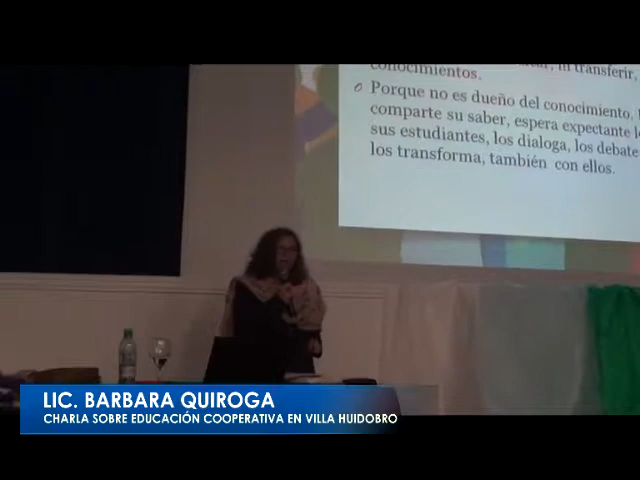 transferir,
conocimientos.
Porque no es dueño del conocimiento,
comparte su saber, espera expectante
sus estudiantes, los dialoga, los debate
los transforma, también con ellos.
LIC. BARBARA QUIROGA
CHARLA SOBRE EDUCACIÓN COOPERATIVA EN VILLA HUIDOBRO